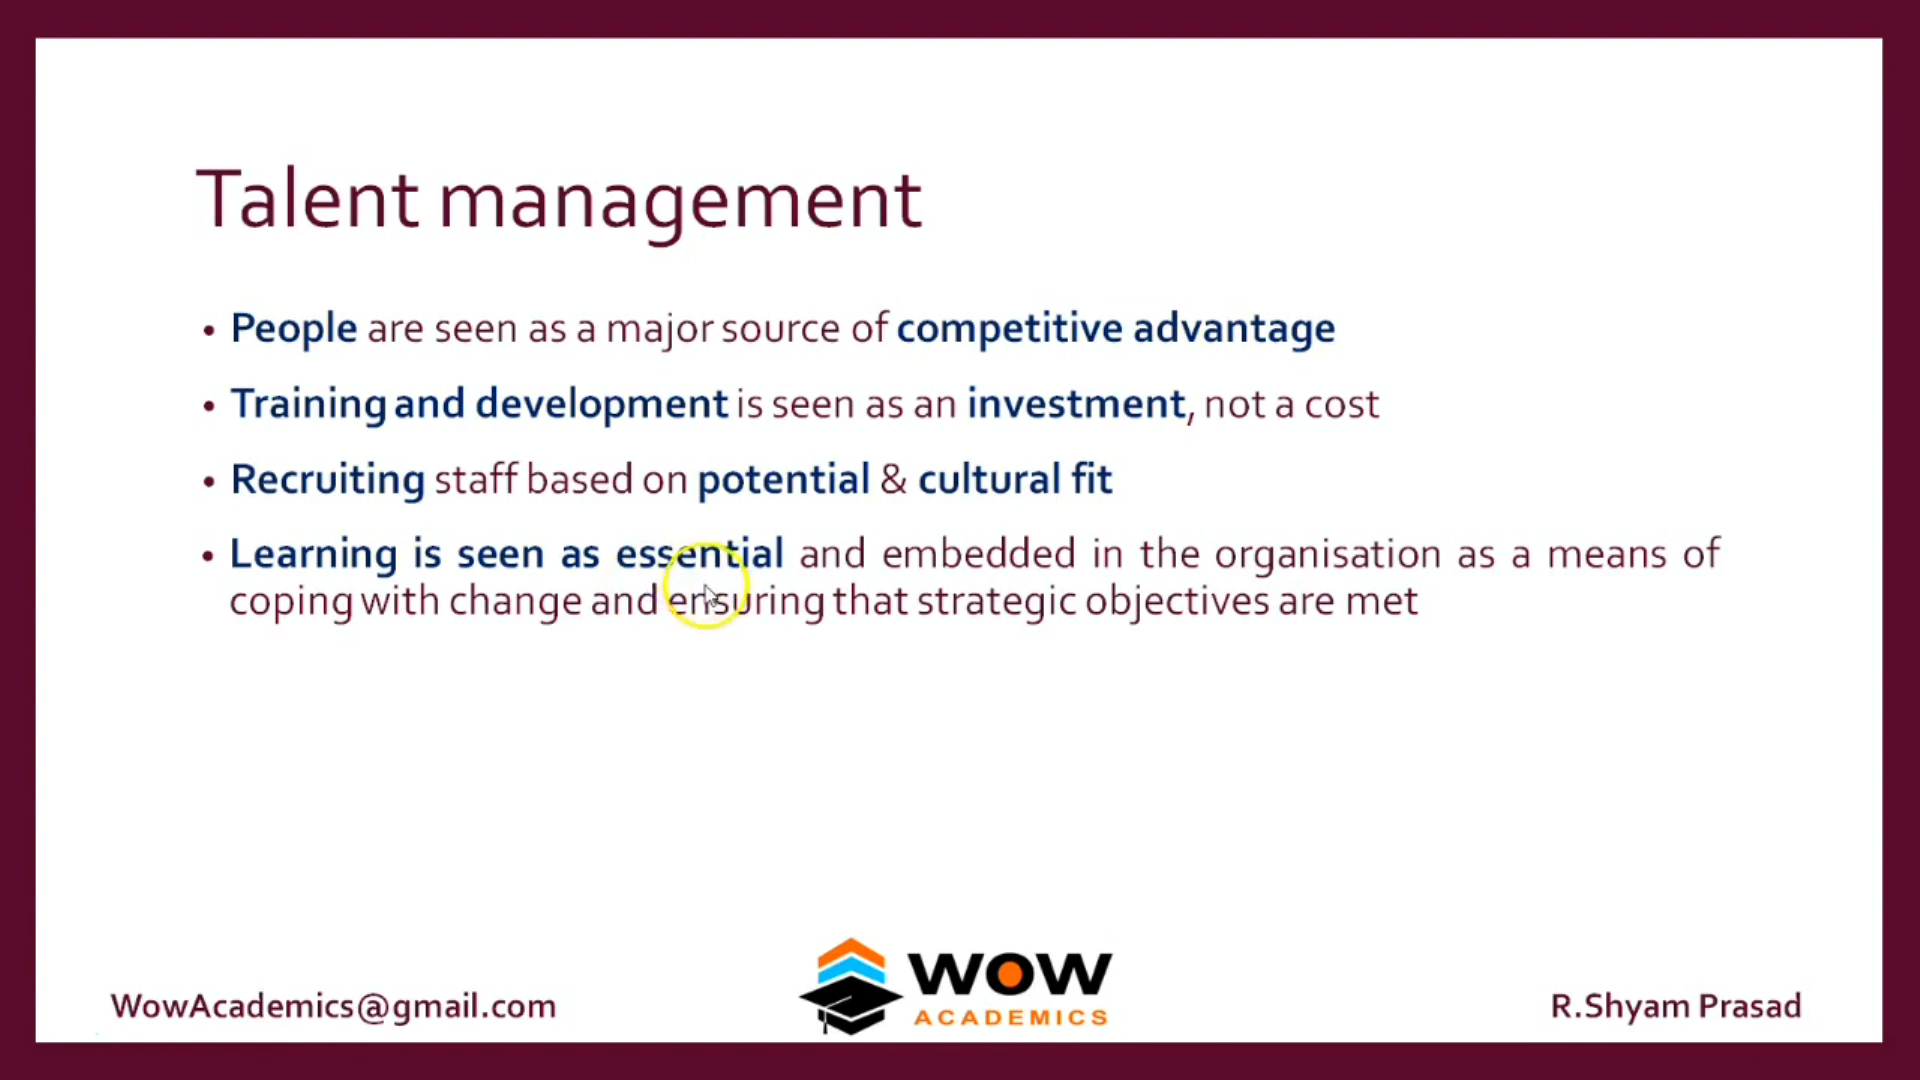 Talent management
• People are seen as a major source of competitive advantage
• Training and development is seen as an investment, not a cost
• Recruiting staff based on potential & cultural fit
• Learning is seen as essential and embedded in the organisation as a means of
coping with change and ensuring that strategic objectives are met
WowAcademics@gmail.com
WOW
ACADEMICS
R.Shyam Prasad